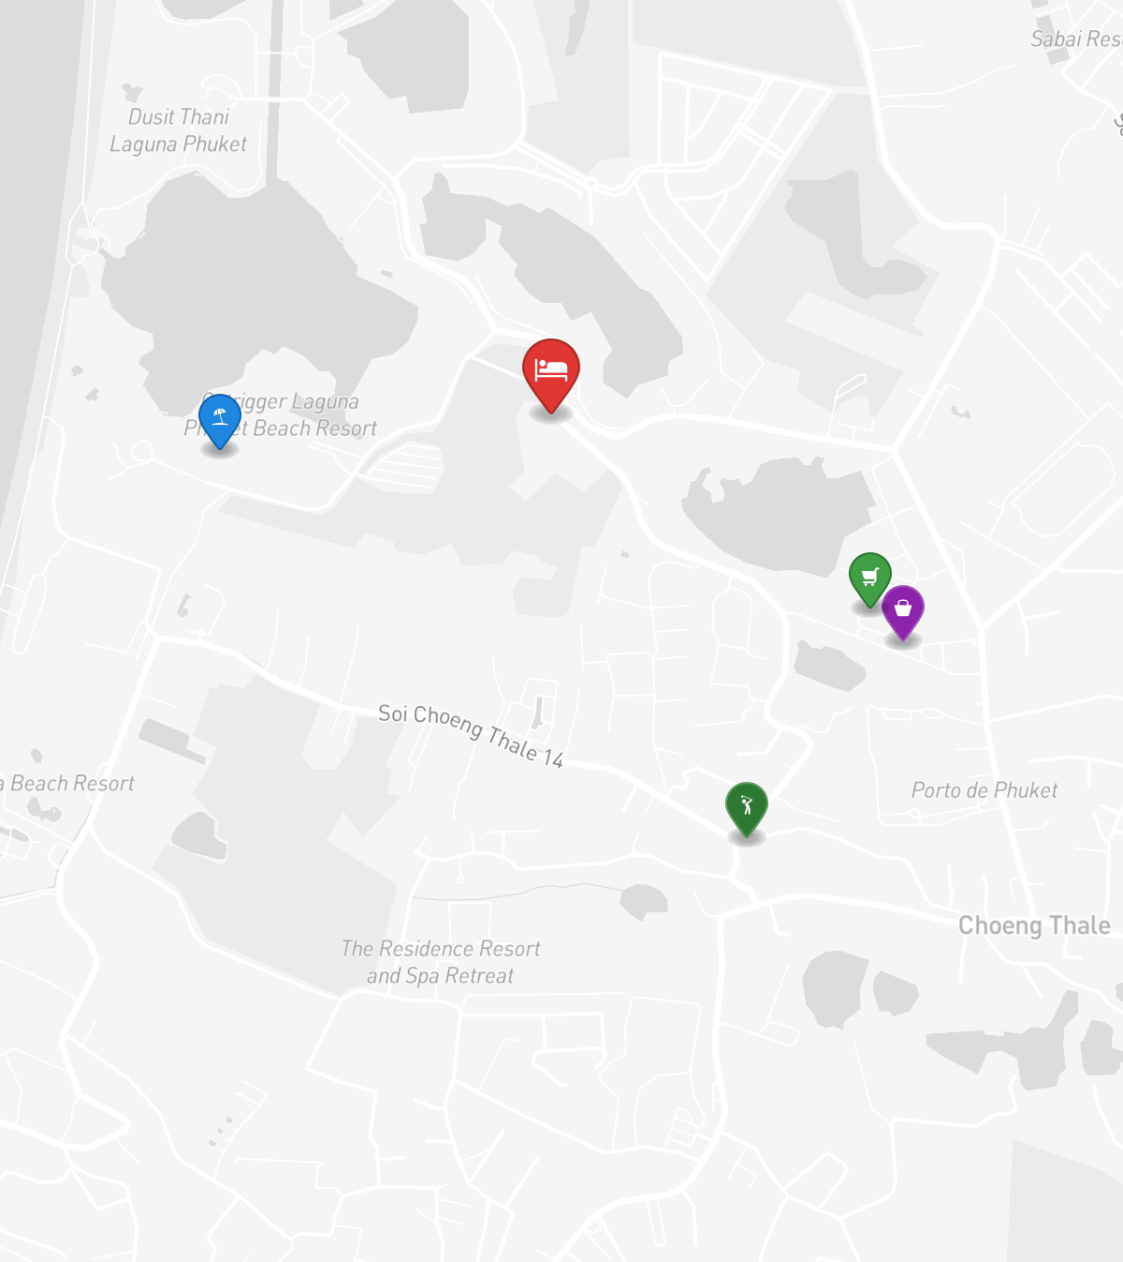 Sabai Res
Dusit Thani
Laguna Phuket
Laguna
Beach Resort
Soi Choeng Thale 14
Beach Resort
Porto de Phuket
Choeng Thale
The Residence Resort
and Spa Retreat